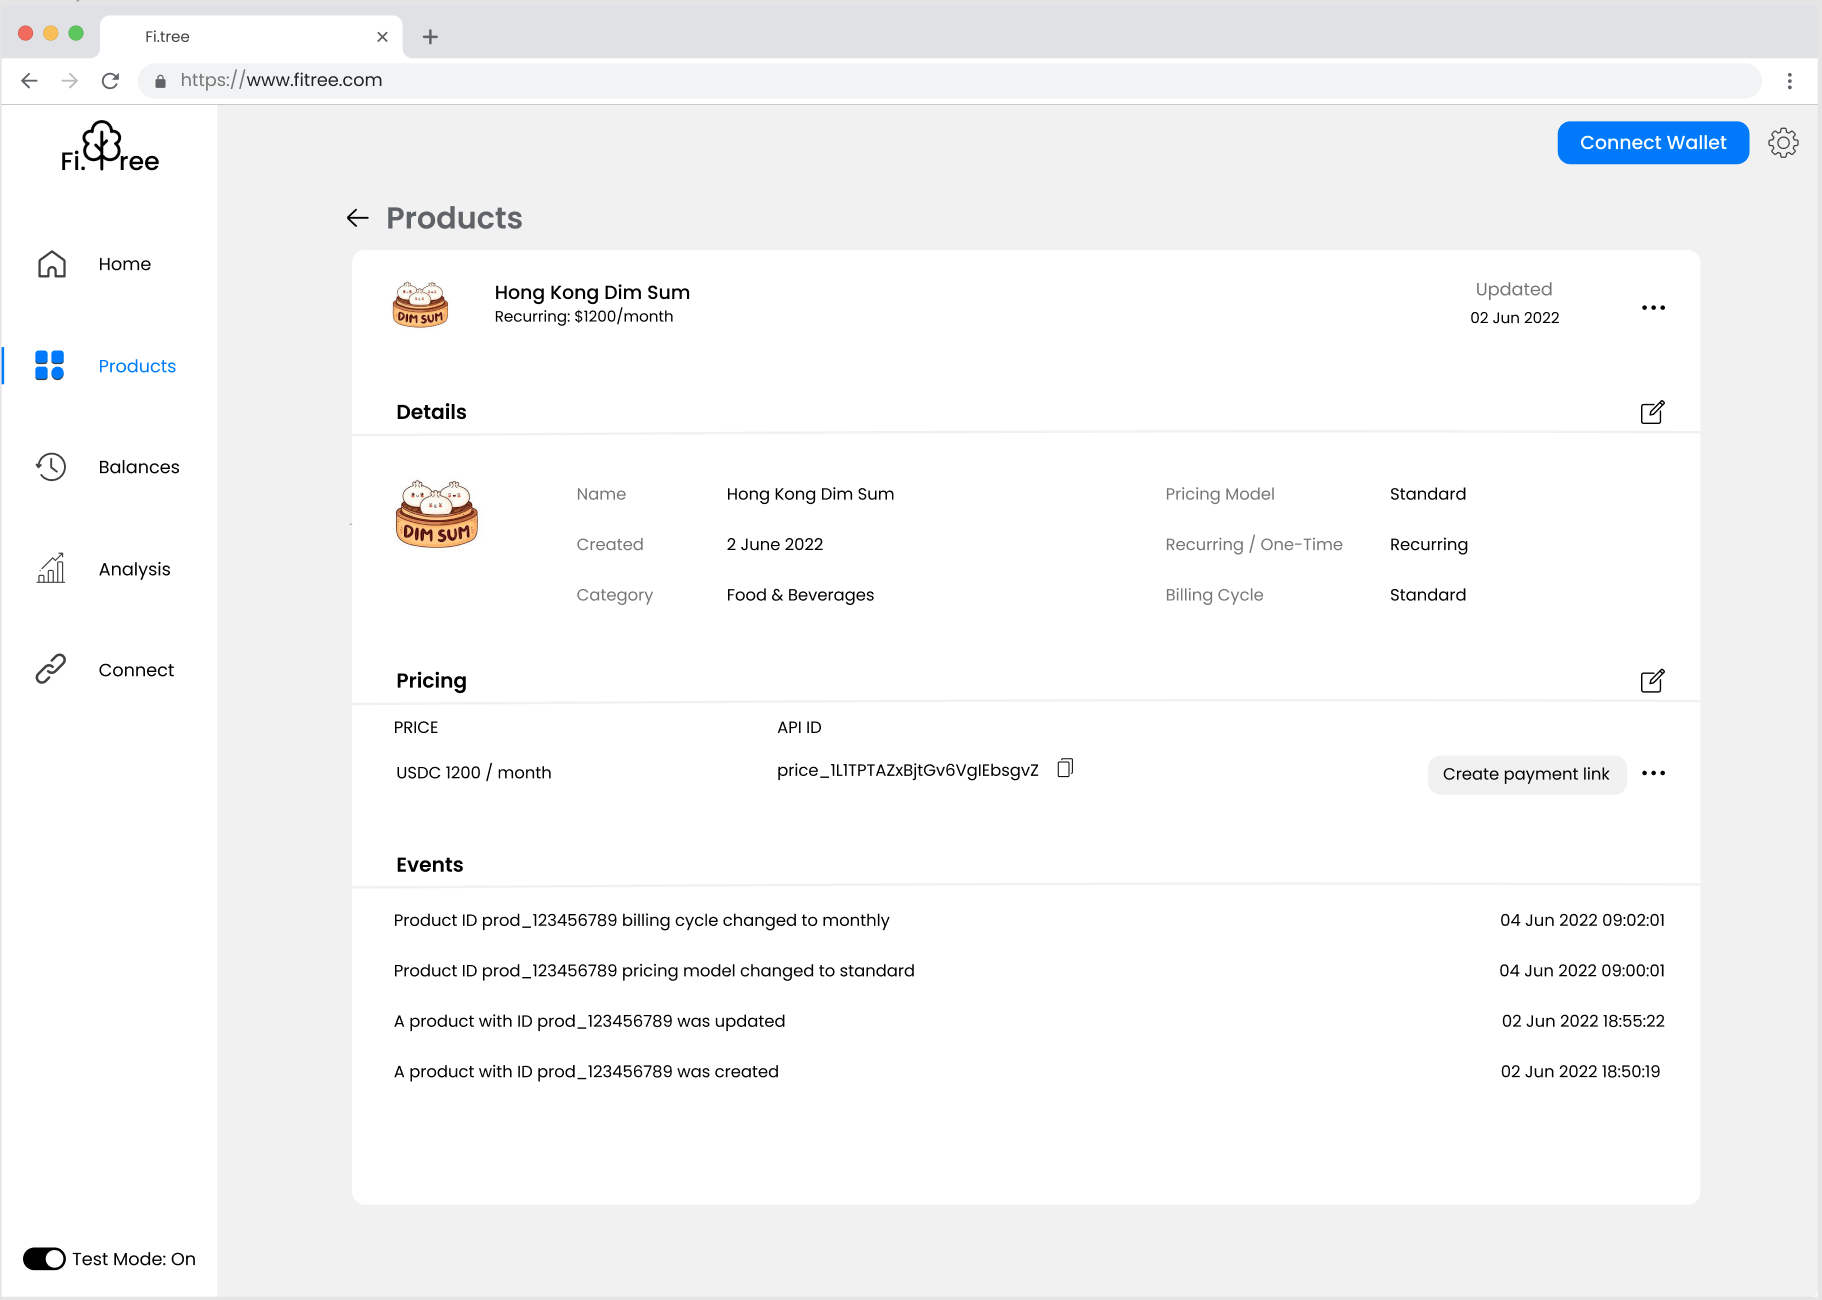 Fi.tree
https://www.fitree.com
Fi.Tree
Connect Wallet
Home
Products
Balances
Analysis
Connect
Test Mode: On
Products
DIM SUM
Hong Kong Dim Sum
Recurring: $1200/month
Updated
02 Jun 2022
Details
DIM SUM
Name Hong Kong Dim Sum Pricing Model Standard
Created 2 June 2022 Recurring / One-Time Recurring
Category Food & Beverages Billing Cycle Standard
Pricing
PRICE API ID
USDC 1200 / month price_1L1TPTAZxBjtGv6VglEbsgvZ Create payment link
Events
Product ID prod_123456789 billing cycle changed to monthly 04 Jun 2022 09:02:01
Product ID prod_123456789 pricing model changed to standard 04 Jun 2022 09:00:01
A product with ID prod_123456789 was updated 02 Jun 2022 18:55:22
A product with ID prod_123456789 was created 02 Jun 2022 18:50:19